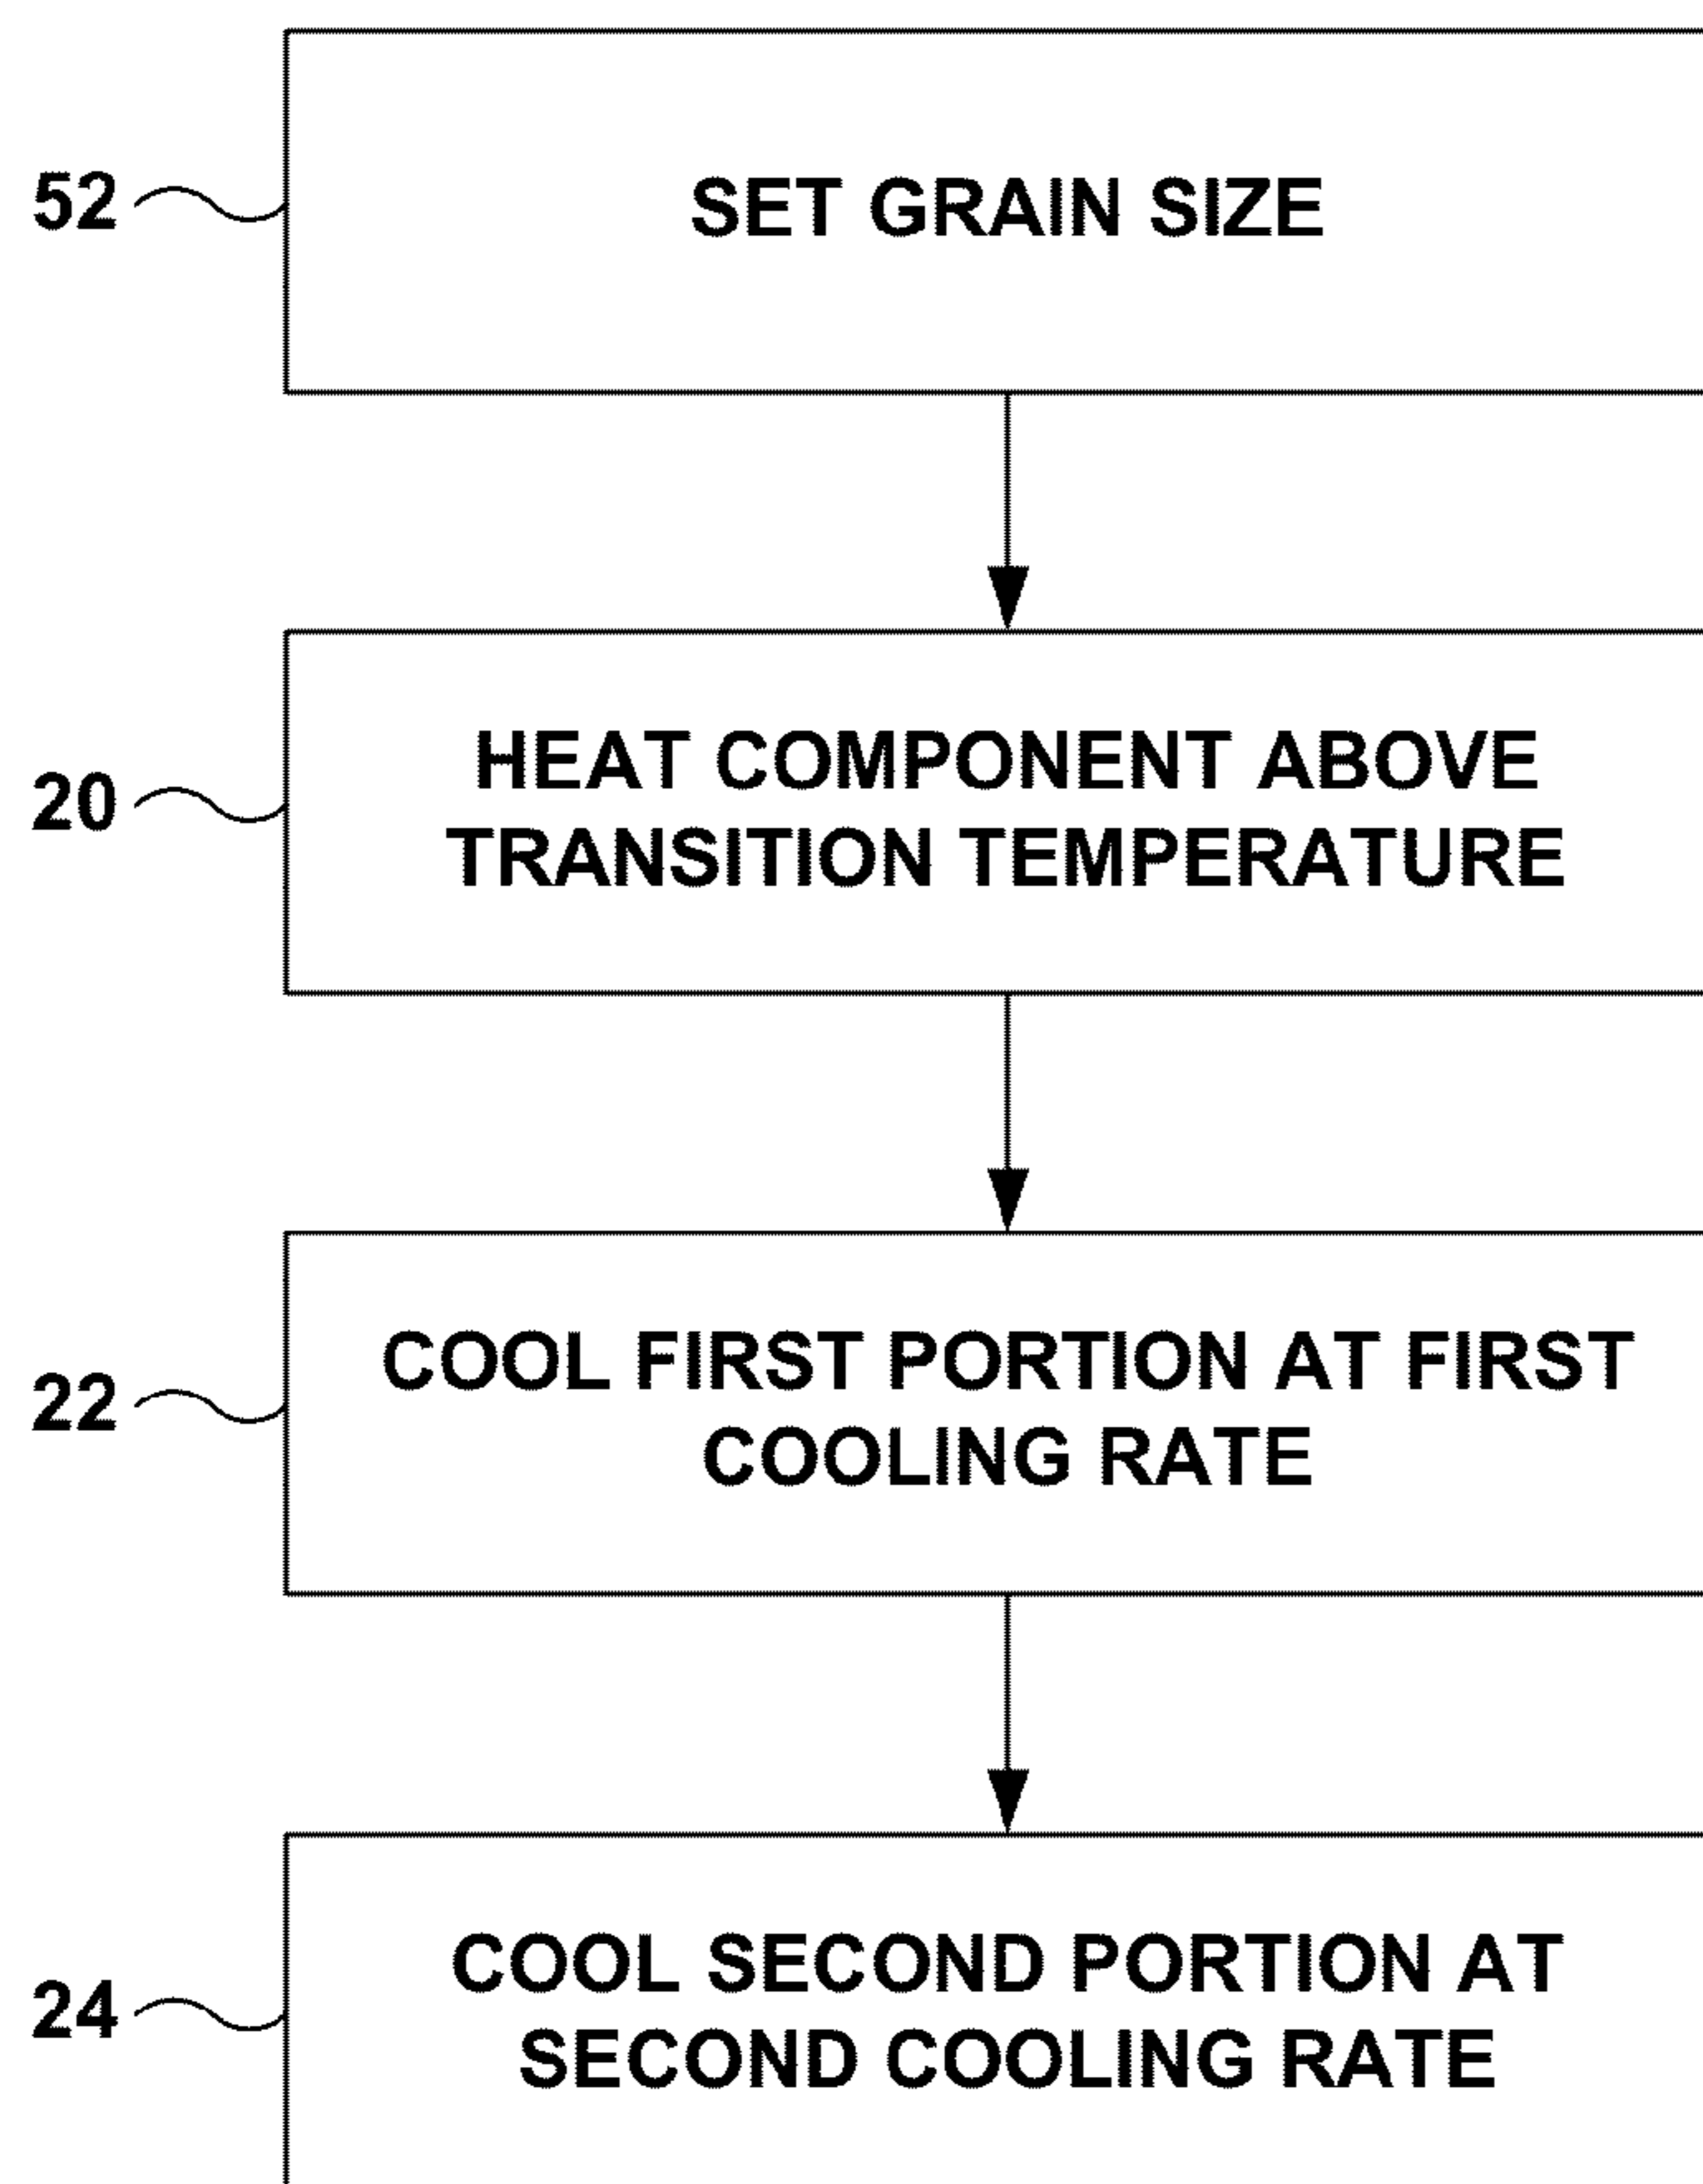 52
SET GRAIN SIZE
20
HEAT COMPONENT ABOVE
TRANSITION TEMPERATURE
22
COOL FIRST PORTION AT FIRST
COOLING RATE
24
COOL SECOND PORTION AT
SECOND COOLING RATE